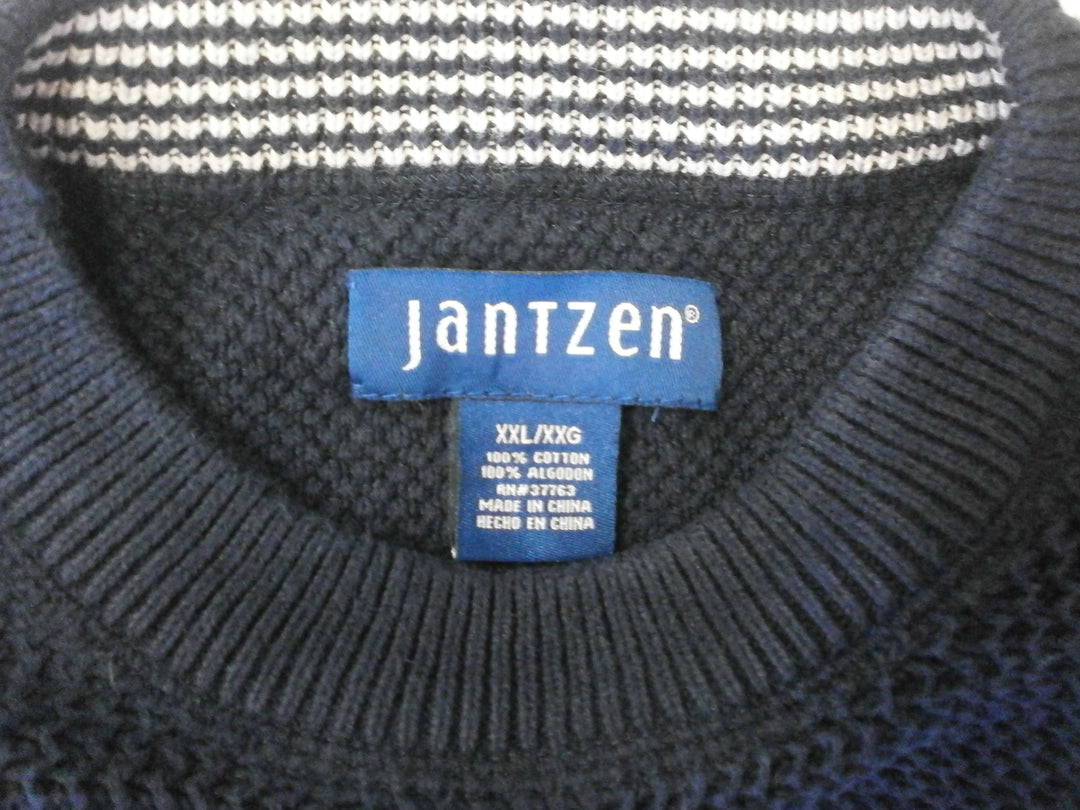 Jantzen®
XXL/XXG
100% COTTON
100% ALGODON
RN#37763
MADE IN CHINA
HECHO EN CHINA